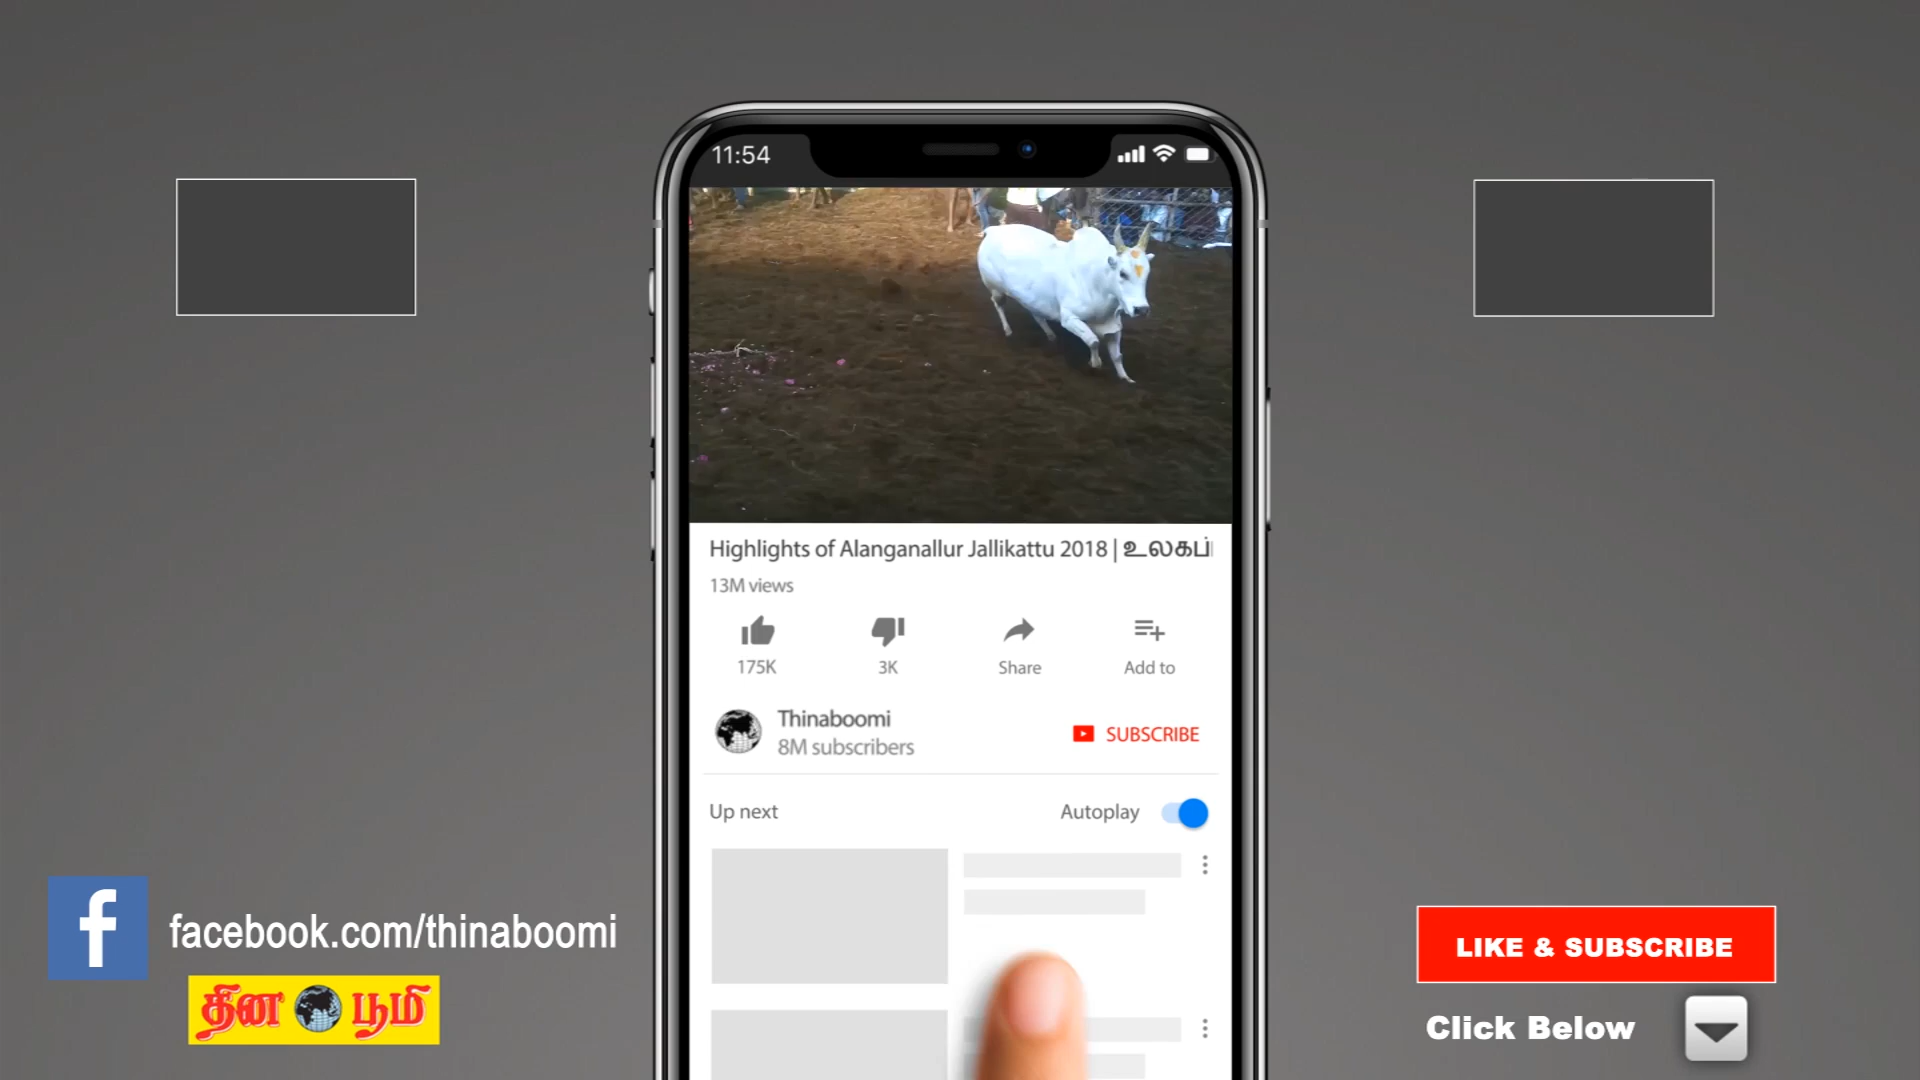 11:54
Highlights of Alanganallur Jallikattu 2018 | உலகப்
13M views
175K
3K
Share
Add to
Thinaboomi
8M subscribers
SUBSCRIBE
Up next
Autoplay
facebook.com/thinaboomi
தின பூமி
LIKE & SUBSCRIBE
Click Below